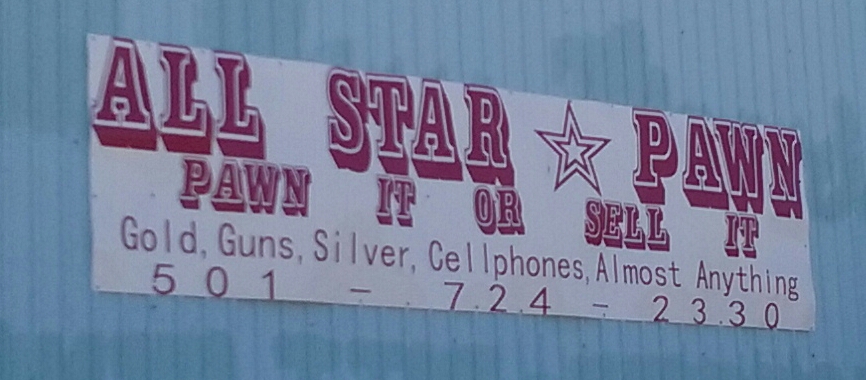 ALL STAR PAWN
PAWN IT OR SELL IT
Gold, Guns, Silver, Cellphones, Almost Anything
501 - 724 - 2330